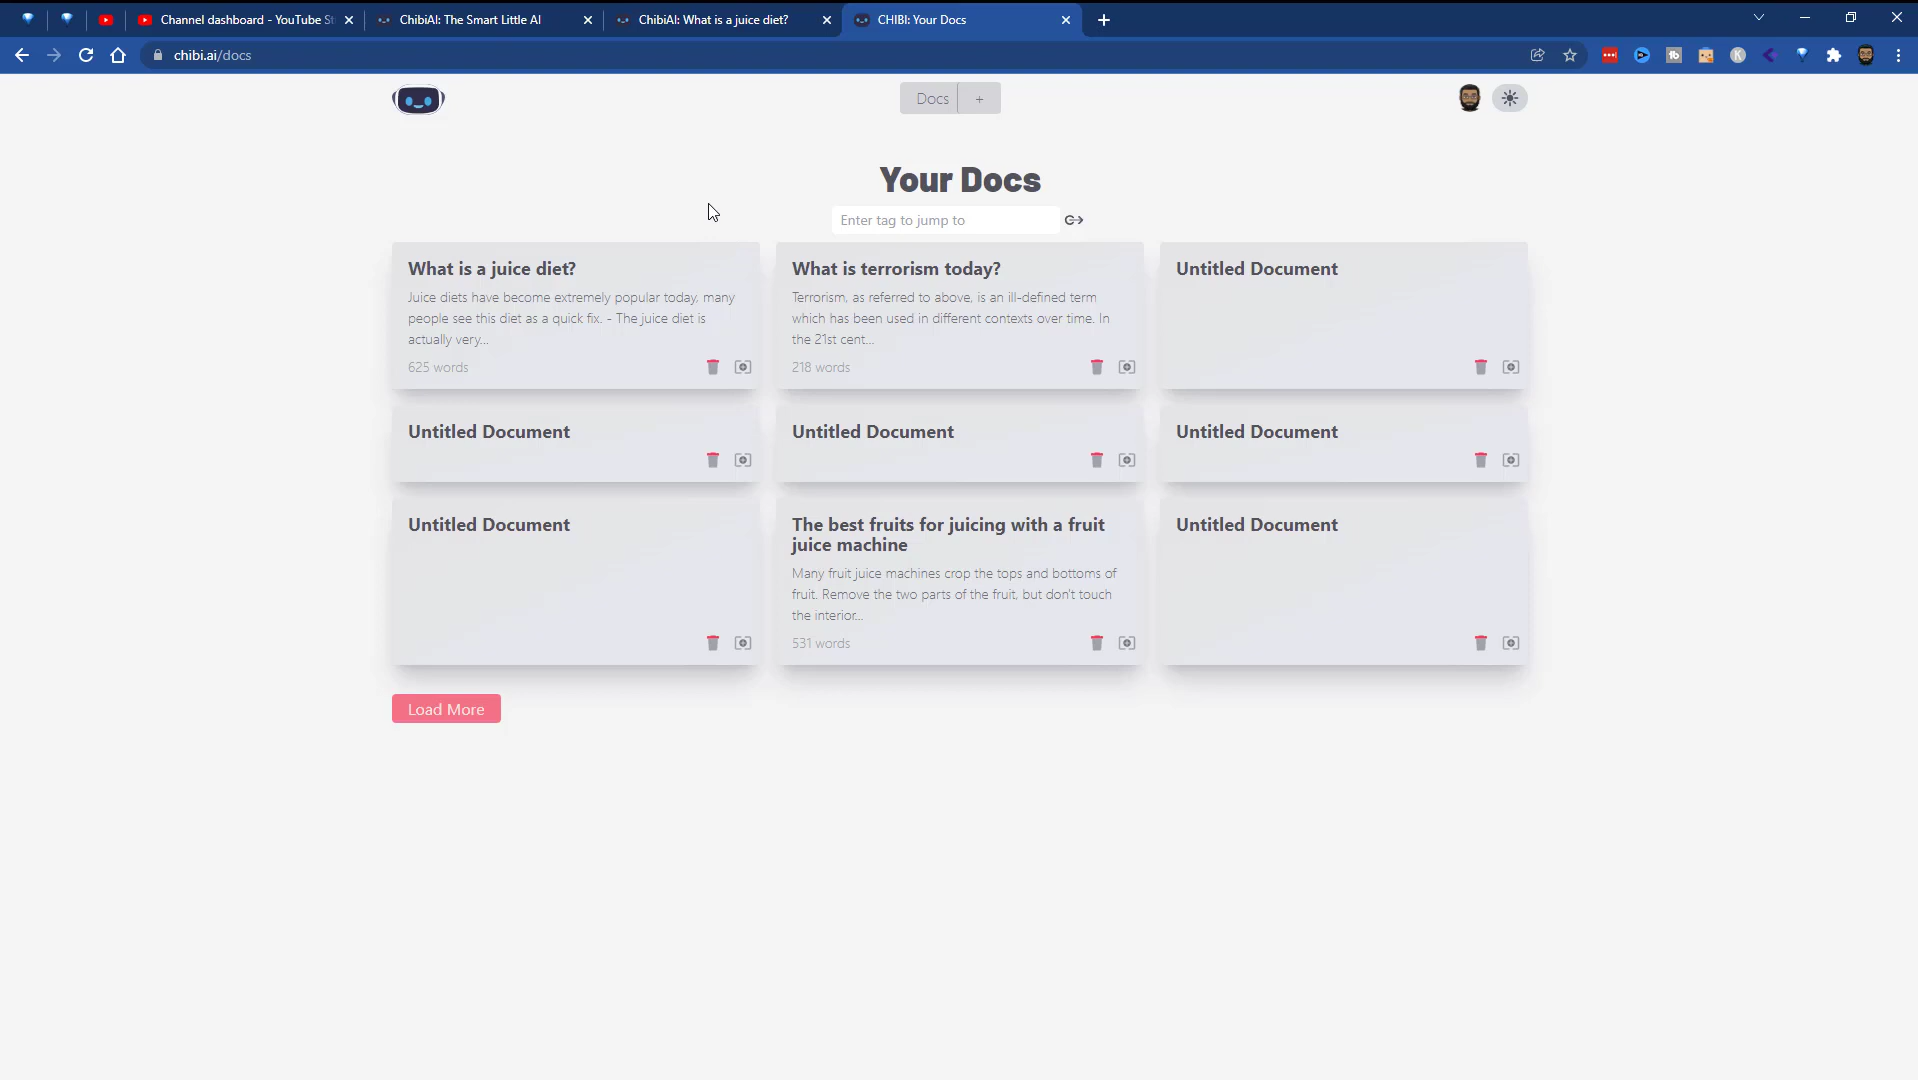 Channel dashboard - YouTube St
ChibiAI: The Smart Little AI
ChibiAI: What is a juice diet?
CHIBI: Your Docs
chibi.ai/docs
Docs
+
Your Docs
Enter tag to jump to
What is a juice diet?
Juice diets have become extremely popular today, many
people see this diet as a quick fix. - The juice diet is
actually very...
625 words
What is terrorism today?
Terrorism, as referred to above, is an ill-defined term
which has been used in different contexts over time. In
the 21st cent...
218 words
Untitled Document
Untitled Document
Untitled Document
Untitled Document
Untitled Document
The best fruits for juicing with a fruit
juice machine
Many fruit juice machines crop the tops and bottoms of
fruit. Remove the two parts of the fruit, but don't touch
the interior...
531 words
Untitled Document
Load More